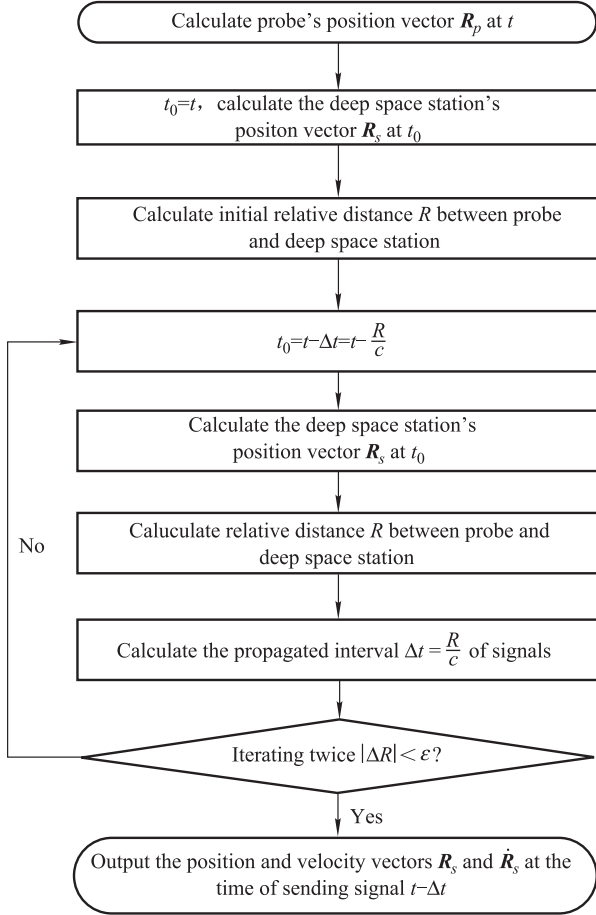 Calculate probe's position vector R_p at t
t_0=t, calculate the deep space station's
positon vector R_s at t_0
Calculate initial relative distance R between probe
and deep space station
t_0=t−Δt=t−R/c
Calculate the deep space station's
position vector R_s at t_0
Caluculate relative distance R between probe and
deep space station
No
Calculate the propagated interval Δt = R/c of signals
Iterating twice |ΔR| < ε?
Yes
Output the position and velocity vectors R_s and Ṙ_s at the
time of sending signal t−Δt